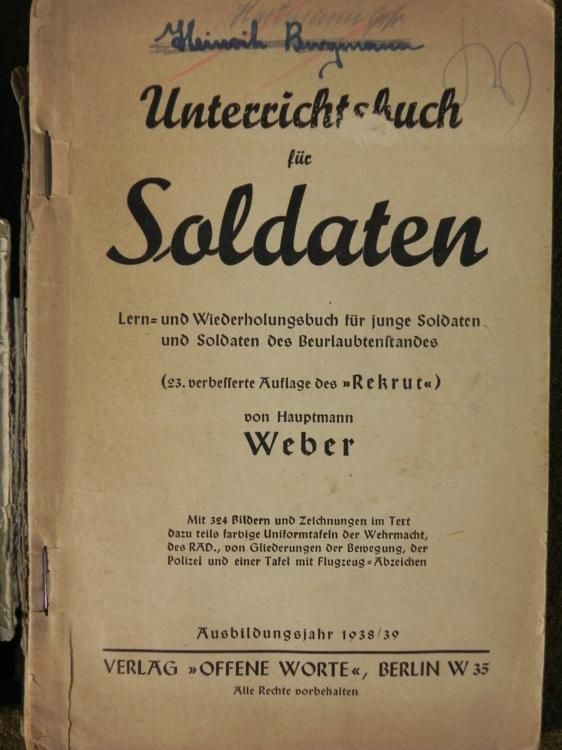 Heinrich Bergmann
Unterrichtsbuch
für
Soldaten
Lern= und Wiederholungsbuch für junge Soldaten
und Soldaten des Beurlaubtenſtandes
(23. verbeſſerte Auflage des »Rekrut«)
von Hauptmann
Weber
Mit 324 Bildern und Zeichnungen im Text
dazu teils farbige Uniformtafeln der Wehrmacht,
des RAD., von Gliederungen der Bewegung, der
Polizei und einer Tafel mit Flugzeug=Abzeichen
Ausbildungsjahr 1938/39
VERLAG »OFFENE WORTE«, BERLIN W 35
Alle Rechte vorbehalten